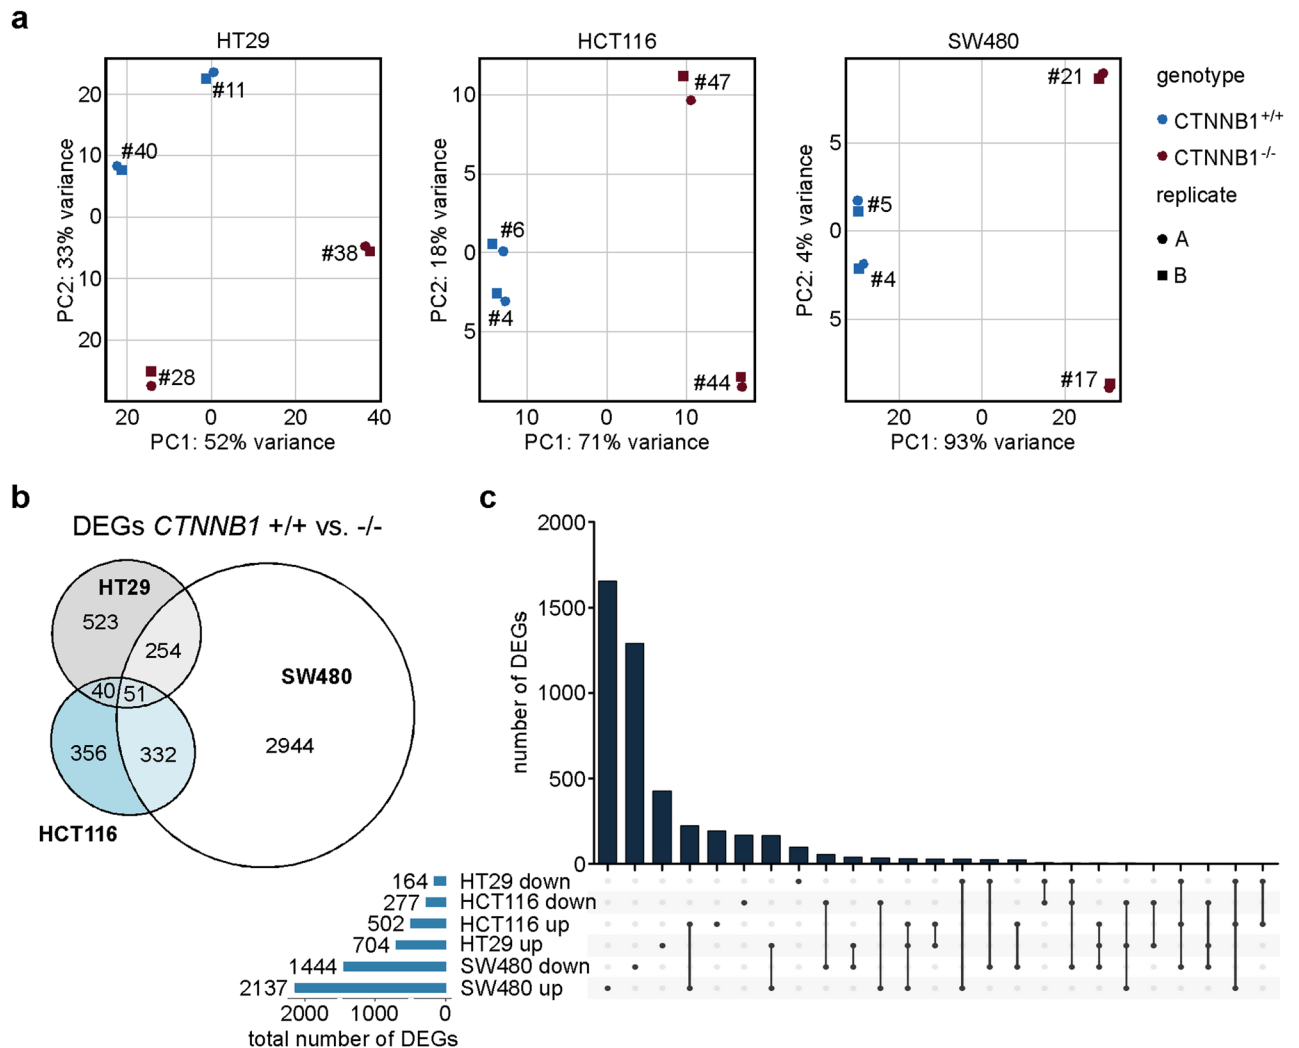 a
HT29
HCT116
SW480
PC2: 33% variance
20
10
0
10
20
#11
#40
#38
#28
20
0
20
40
PC1: 52% variance
PC2: 18% variance
10
5
0
5
#47
#6
#4
#44
10
0
10
PC1: 71% variance
PC2: 4% variance
5
0
5
#21
#5
#4
#17
20
0
20
PC1: 93% variance
genotype
CTNNB1+/+
CTNNB1-/-
replicate
A
B
b
DEGs CTNNB1 +/+ vs. -/-
HT29
523
254
SW480
40
51
2944
356
332
HCT116
c
number of DEGs
2000
1500
1000
500
0
164 HT29 down
277 HCT116 down
502 HCT116 up
704 HT29 up
1444 SW480 down
2137 SW480 up
2000 1000 0
total number of DEGs